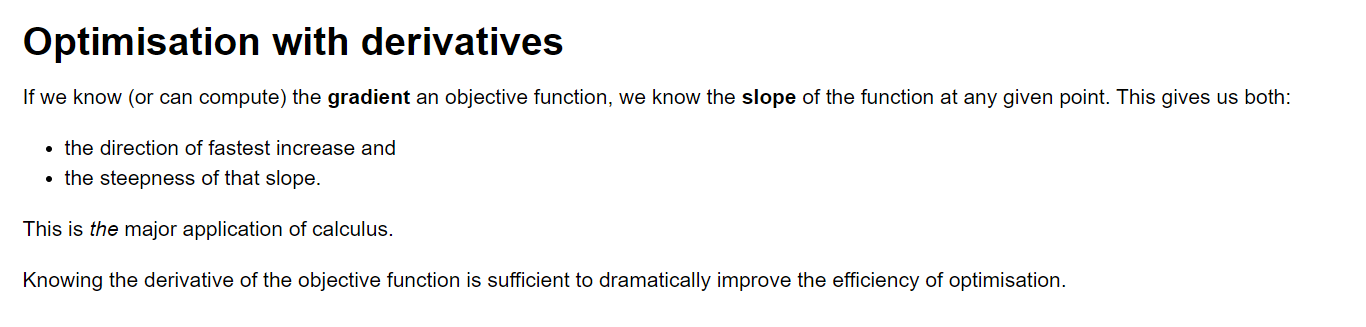 Optimisation with derivatives
If we know (or can compute) the gradient an objective function, we know the slope of the function at any given point. This gives us both:
• the direction of fastest increase and
• the steepness of that slope.
This is the major application of calculus.
Knowing the derivative of the objective function is sufficient to dramatically improve the efficiency of optimisation.